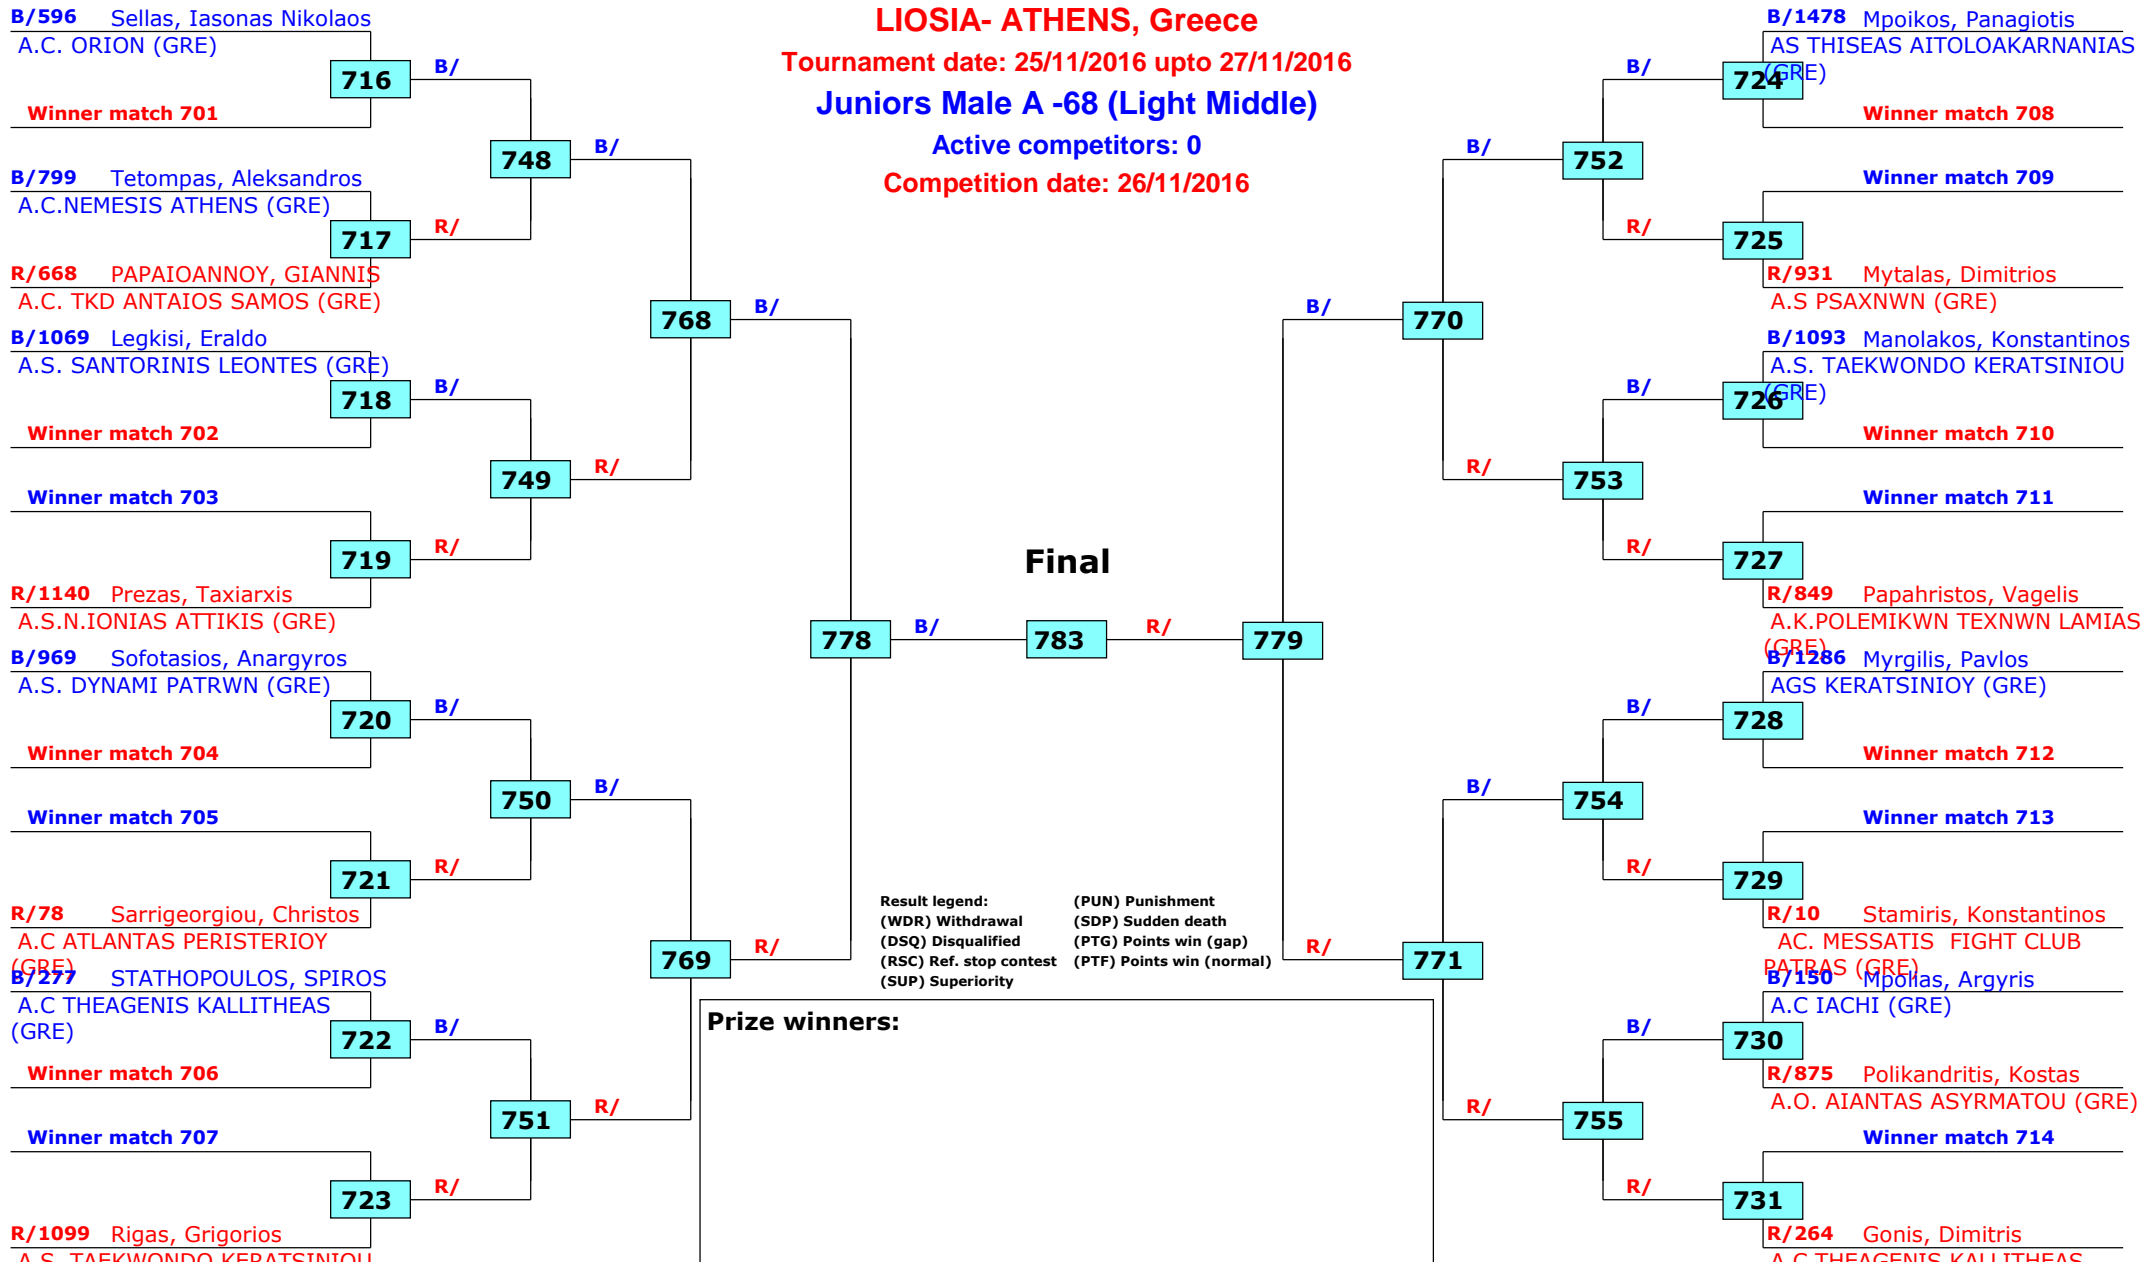 LIOSIA- ATHENS, Greece
Tournament date: 25/11/2016 upto 27/11/2016
Juniors Male A -68 (Light Middle)
Active competitors: 0
Competition date: 26/11/2016
B/596 Sellas, Iasonas Nikolaos
A.C. ORION (GRE)
716
B/
Winner match 701
748
B/
B/799 Tetompas, Aleksandros
A.C.NEMESIS ATHENS (GRE)
717
R/
R/668 PAPAIOANNOY, GIANNIS
A.C. TKD ANTAIOS SAMOS (GRE)
768
B/
B/1069 Legkisi, Eraldo
A.S. SANTORINIS LEONTES (GRE)
718
B/
Winner match 702
749
R/
Winner match 703
719
R/
R/1140 Prezas, Taxiarxis
A.S.N.IONIAS ATTIKIS (GRE)
778
B/
B/969 Sofotasios, Anargyros
A.S. DYNAMI PATRWN (GRE)
720
B/
Winner match 704
750
B/
Winner match 705
721
R/
R/78 Sarrigeorgiou, Christos
A.C ATLANTAS PERISTERIOY
(GRE)
769
R/
B/277 STATHOPOULOS, SPIROS
A.C THEAGENIS KALLITHEAS
(GRE)
722
B/
Winner match 706
751
R/
Winner match 707
723
R/
R/1099 Rigas, Grigorios
A.S. TAEKWONDO KERATSINIOU
Final
783
R/
779
B/1478 Mpoikos, Panagiotis
AS THISEAS AITOLOAKARNANIAS
(GRE)
B/
724
Winner match 708
B/
752
Winner match 709
R/
725
R/931 Mytalas, Dimitrios
A.S PSAXNWN (GRE)
B/
770
B/1093 Manolakos, Konstantinos
A.S. TAEKWONDO KERATSINIOU
(GRE)
B/
726
Winner match 710
R/
753
Winner match 711
R/
727
R/849 Papahristos, Vagelis
A.K.POLEMIKWN TEXNWN LAMIAS
(GRE)
B/1286 Myrgilis, Pavlos
AGS KERATSINIOY (GRE)
B/
728
Winner match 712
B/
754
Winner match 713
R/
729
R/10 Stamiris, Konstantinos
AC. MESSATIS FIGHT CLUB
PATRAS (GRE)
R/
771
B/150 Mpolias, Argyris
A.C IACHI (GRE)
B/
730
R/875 Polikandritis, Kostas
A.O. AIANTAS ASYRMATOU (GRE)
R/
755
Winner match 714
R/
731
R/264 Gonis, Dimitris
A.C THEAGENIS KALLITHEAS
Result legend:
(WDR) Withdrawal
(DSQ) Disqualified
(RSC) Ref. stop contest
(SUP) Superiority
(PUN) Punishment
(SDP) Sudden death
(PTG) Points win (gap)
(PTF) Points win (normal)
Prize winners: